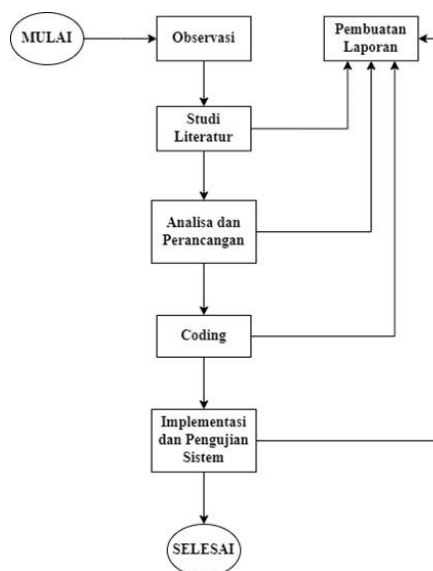 MULAI
Observasi
Pembuatan
Laporan
Studi
Literatur
Analisa dan
Perancangan
Coding
Implementasi
dan Pengujian
Sistem
SELESAI